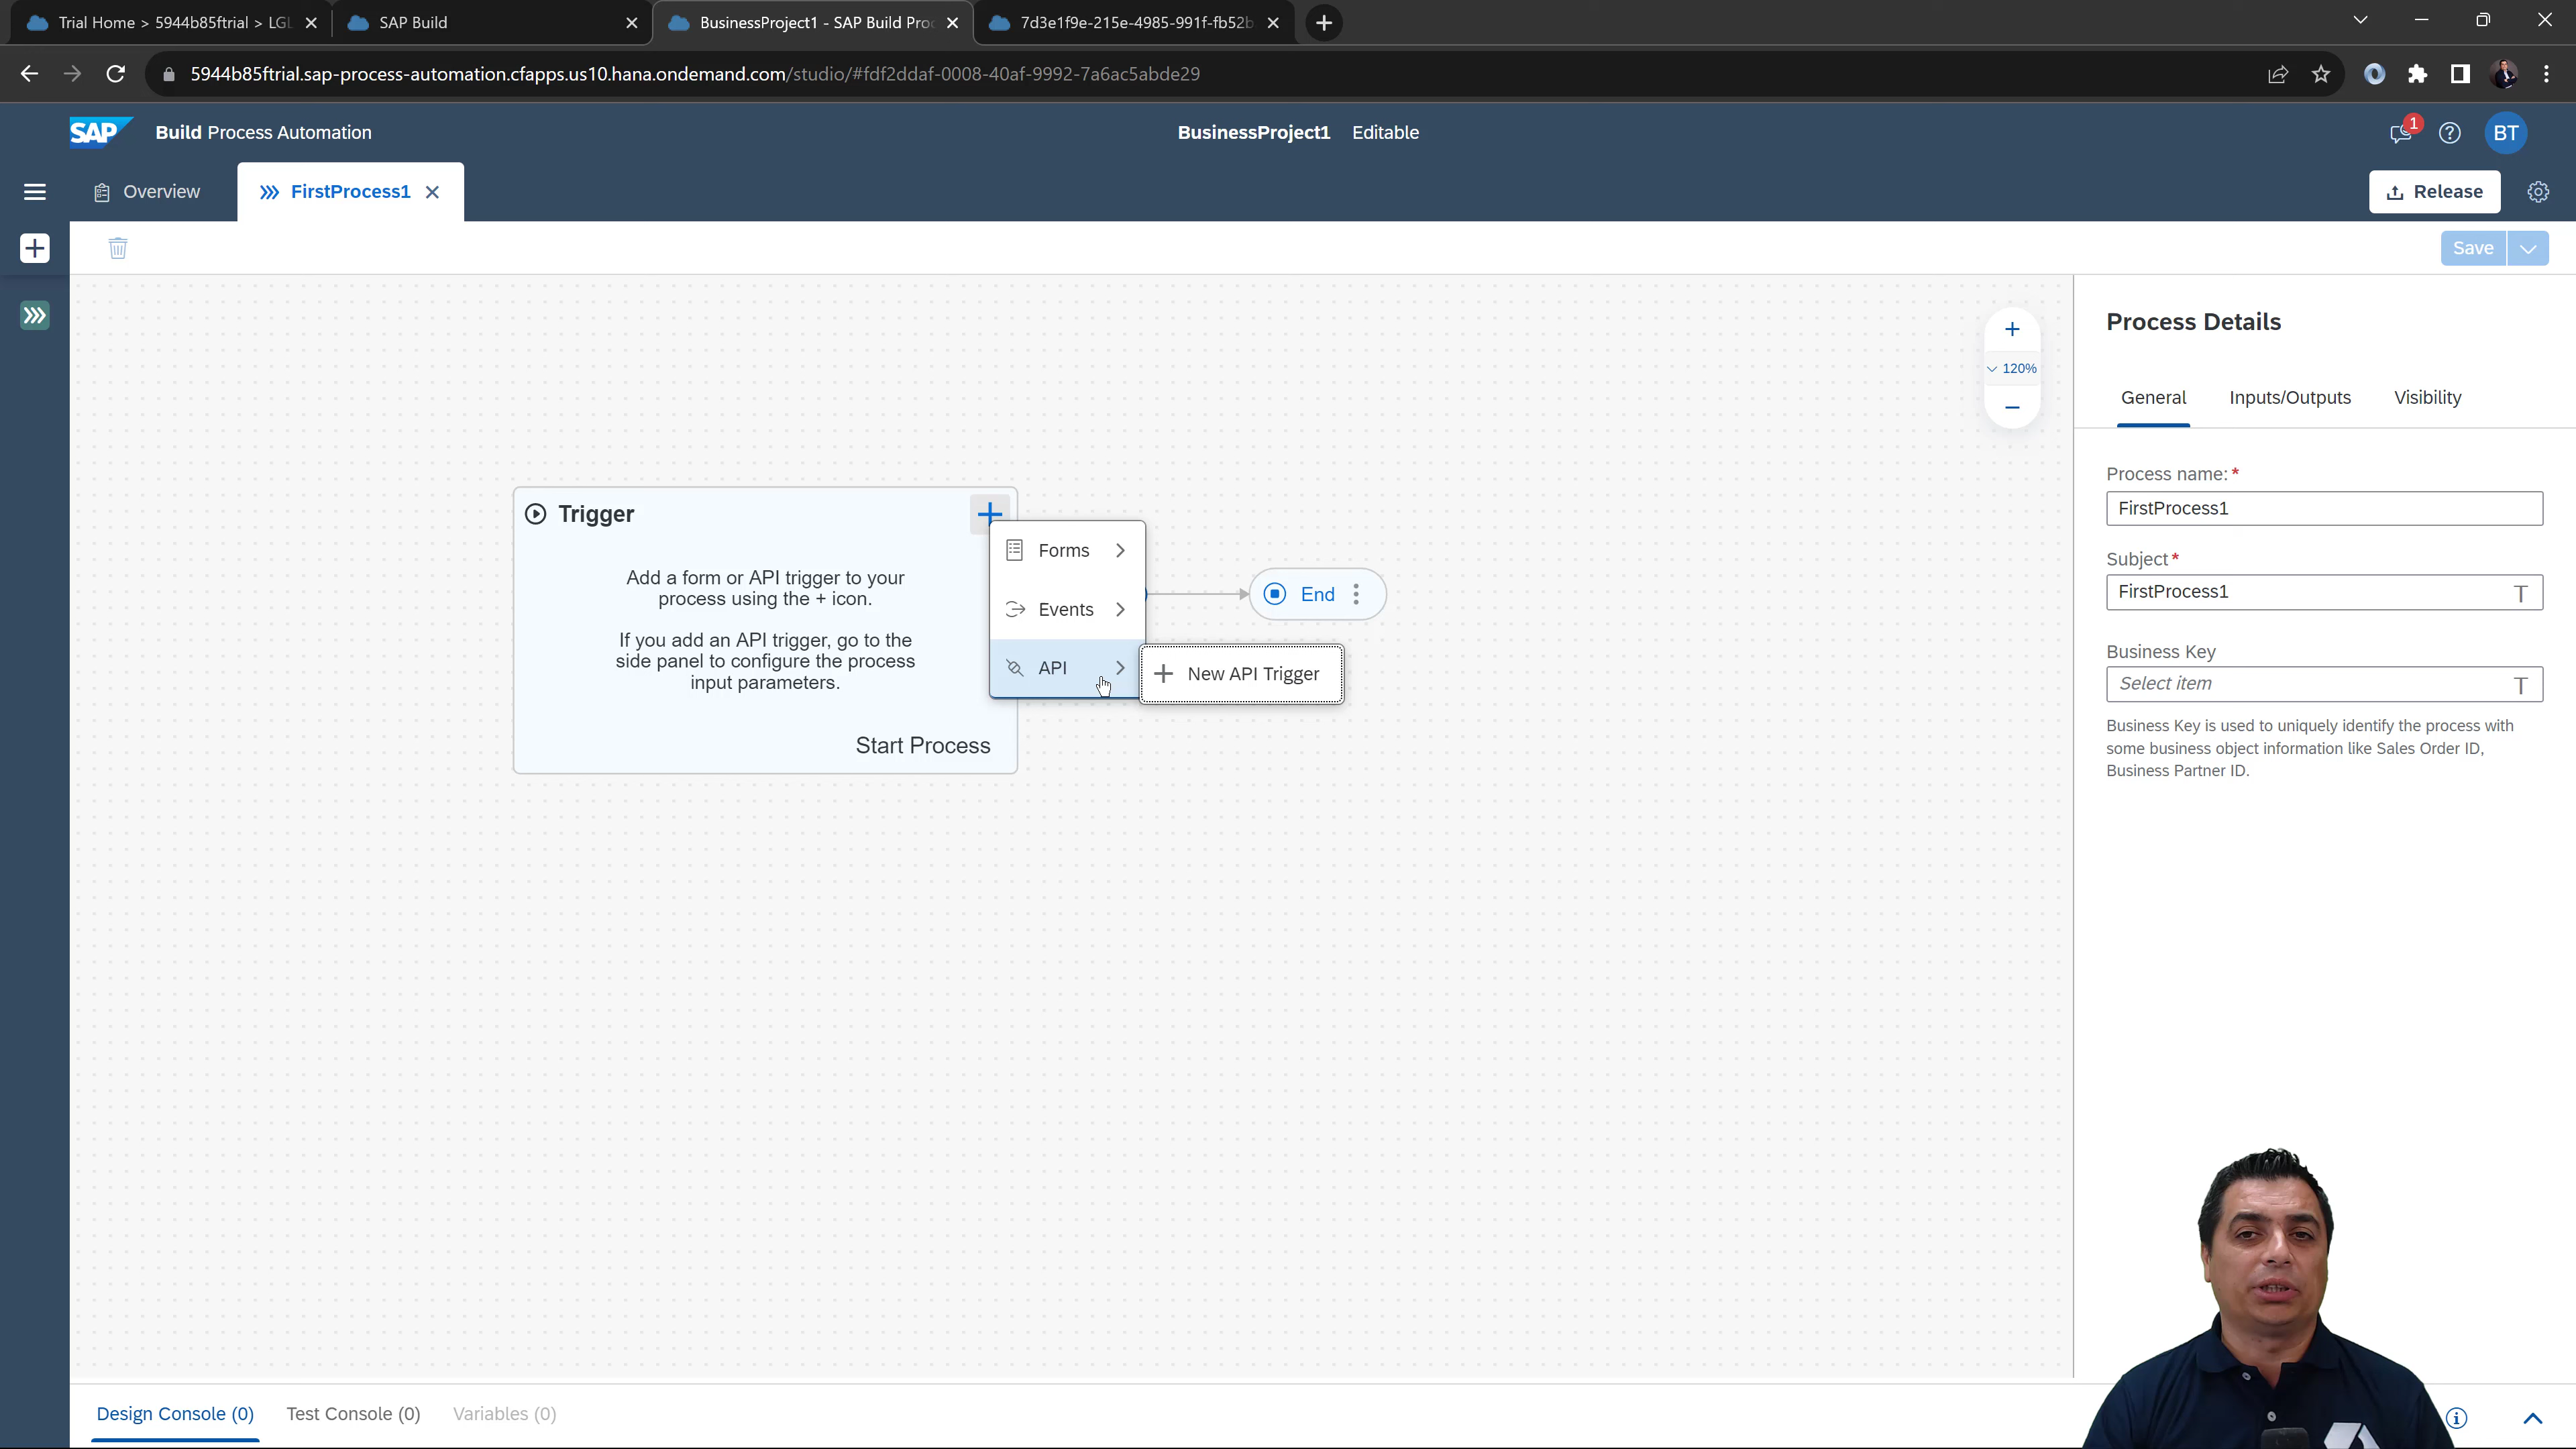 Trial Home > 5944b85ftrial > LGL
SAP Build
BusinessProject1 - SAP Build Proc
7d3e1f9e-215e-4985-991f-fb52b
5944b85ftrial.sap-process-automation.cfapps.us10.hana.ondemand.com/studio/#fdf2ddaf-0008-40af-9992-7a6ac5abde29
SAP Build Process Automation
BusinessProject1 Editable
1
BT
Overview
FirstProcess1
Release
Save
120%
Trigger
Add a form or API trigger to your
process using the + icon.
If you add an API trigger, go to the
side panel to configure the process
input parameters.
Start Process
Forms
Events
API
New API Trigger
End
Process Details
General Inputs/Outputs Visibility
Process name:*
FirstProcess1
Subject*
FirstProcess1
Business Key
Select item
Business Key is used to uniquely identify the process with
some business object information like Sales Order ID,
Business Partner ID.
Design Console (0) Test Console (0) Variables (0)